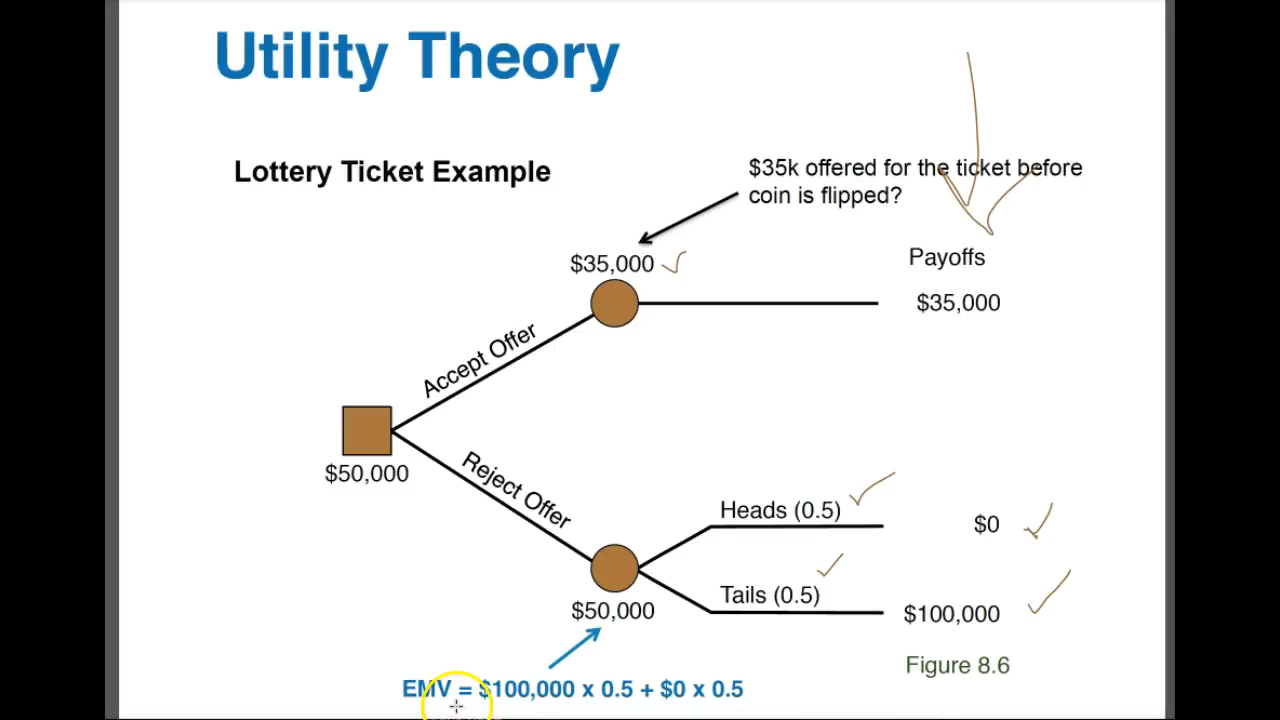 Utility Theory
Lottery Ticket Example
$35k offered for the ticket before
coin is flipped?
$35,000
Payoffs
$35,000
Accept Offer
$50,000
Reject Offer
Heads (0.5)
$0
Tails (0.5)
$100,000
$50,000
Figure 8.6
EMV = $100,000 x 0.5 + $0 x 0.5